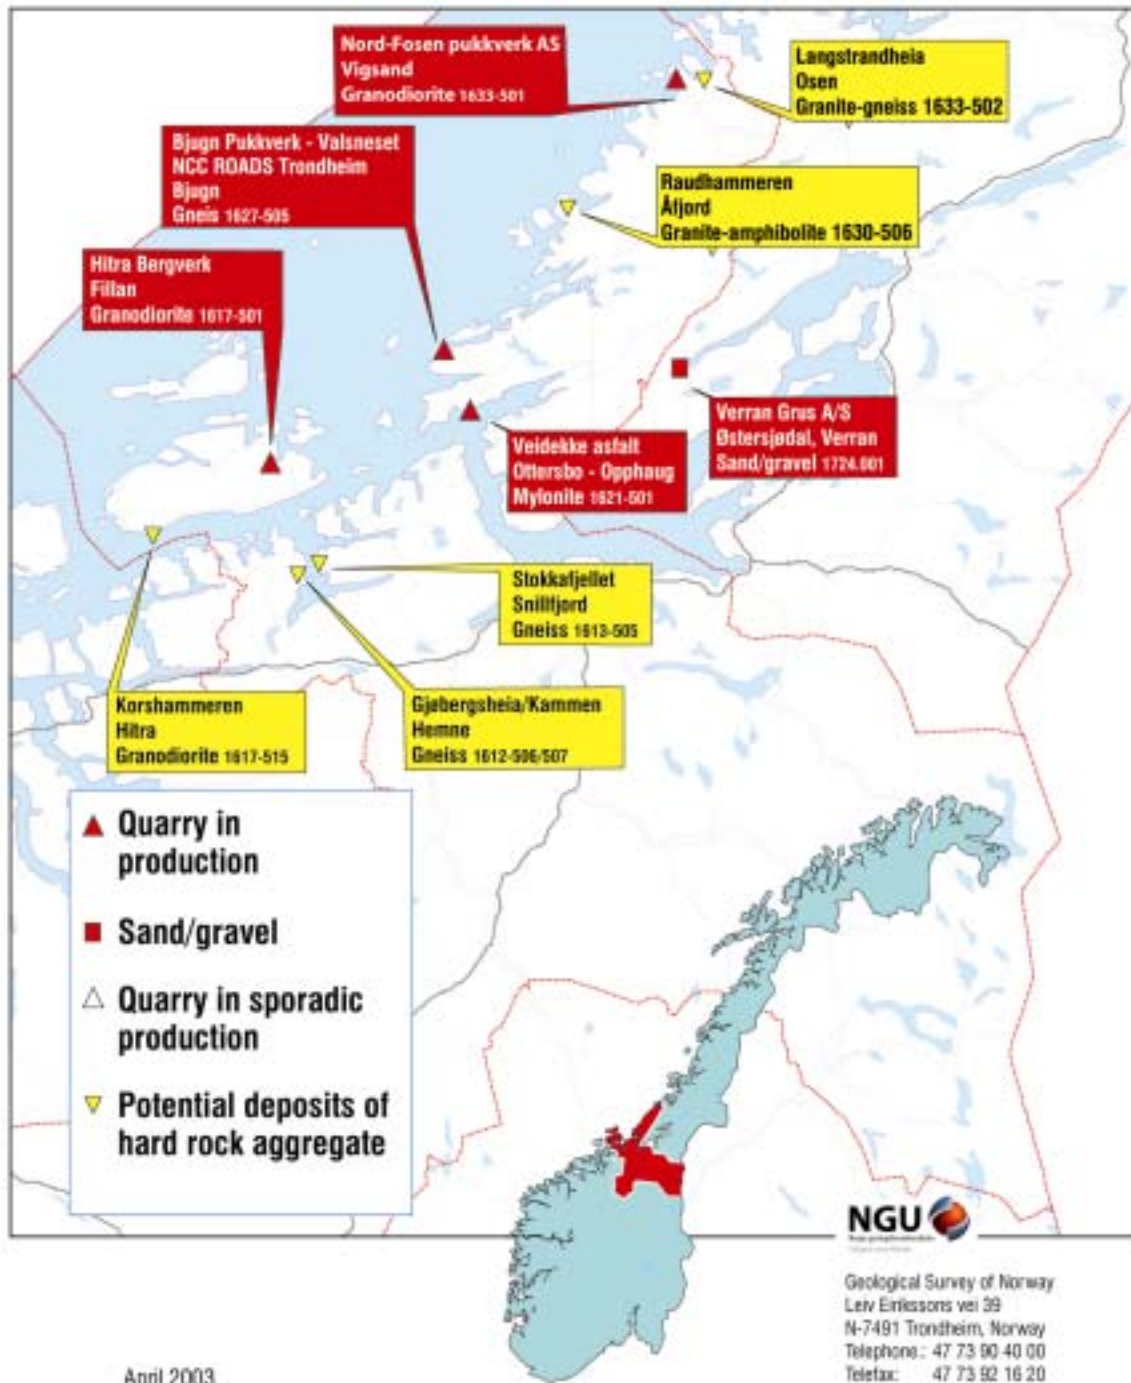 Nord-Fosen pukkverk AS
Vigsand
Granodiorite 1633-501
Langstrandheia
Osen
Granite-gneiss 1633-502
Bjugn Pukkverk - Valsneset
NCC ROADS Trondheim
Bjugn
Gneis 1627-505
Raudhammeren
Åfjord
Granite-amphibolite 1630-506
Hitra Bergverk
Fillan
Granodiorite 1617-501
Verran Grus A/S
Østersjødal, Verran
Sand/gravel 1724.001
Veidekke asfalt
Ottersbo - Opphaug
Mylonite 1621-501
Stokkafjellet
Snillfjord
Gneiss 1613-505
Korshammeren
Hitra
Granodiorite 1617-515
Gjøbergsheia/Kammen
Hemne
Gneiss 1612-506/507
Quarry in
production
Sand/gravel
Quarry in sporadic
production
Potential deposits of
hard rock aggregate
NGU
Geological Survey of Norway
Leiv Eirikssons vei 39
N-7491 Trondheim, Norway
Telephone: 47 73 90 40 00
Telefax: 47 73 92 16 20
April 2003